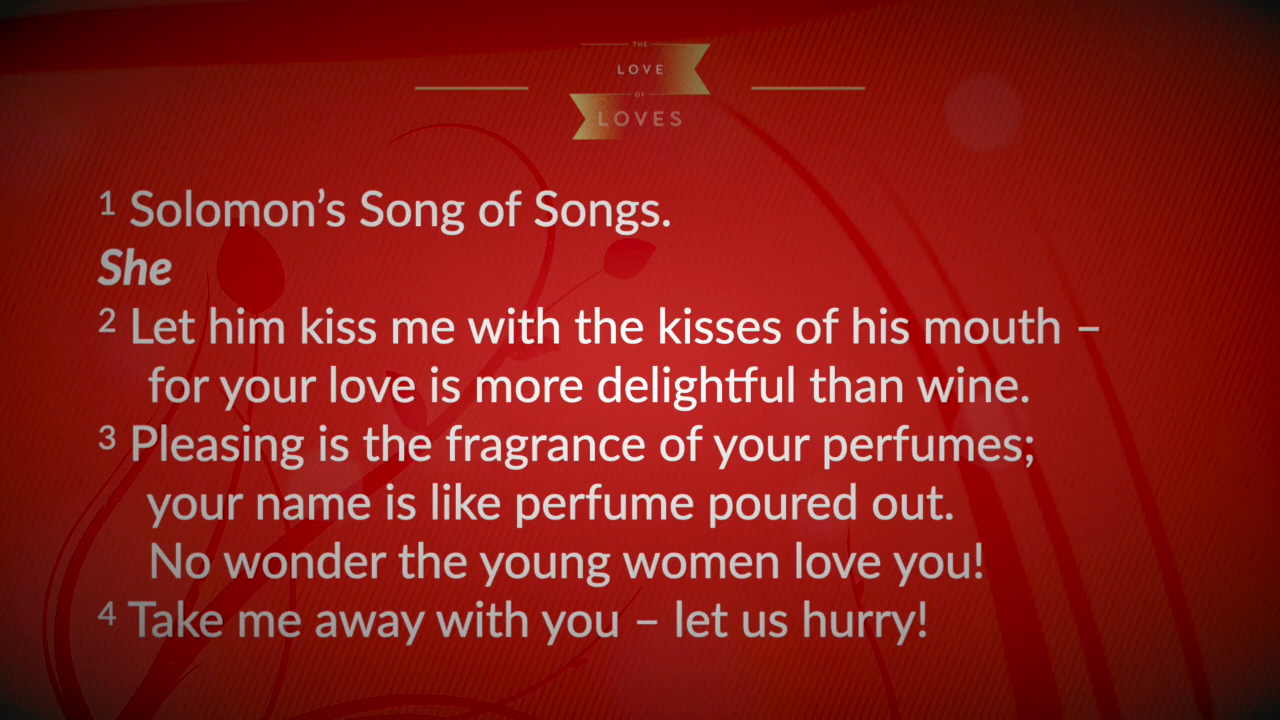 THE
LOVE
OF
LOVES
1 Solomon’s Song of Songs.
She
2 Let him kiss me with the kisses of his mouth –
for your love is more delightful than wine.
3 Pleasing is the fragrance of your perfumes;
your name is like perfume poured out.
No wonder the young women love you!
4 Take me away with you – let us hurry!